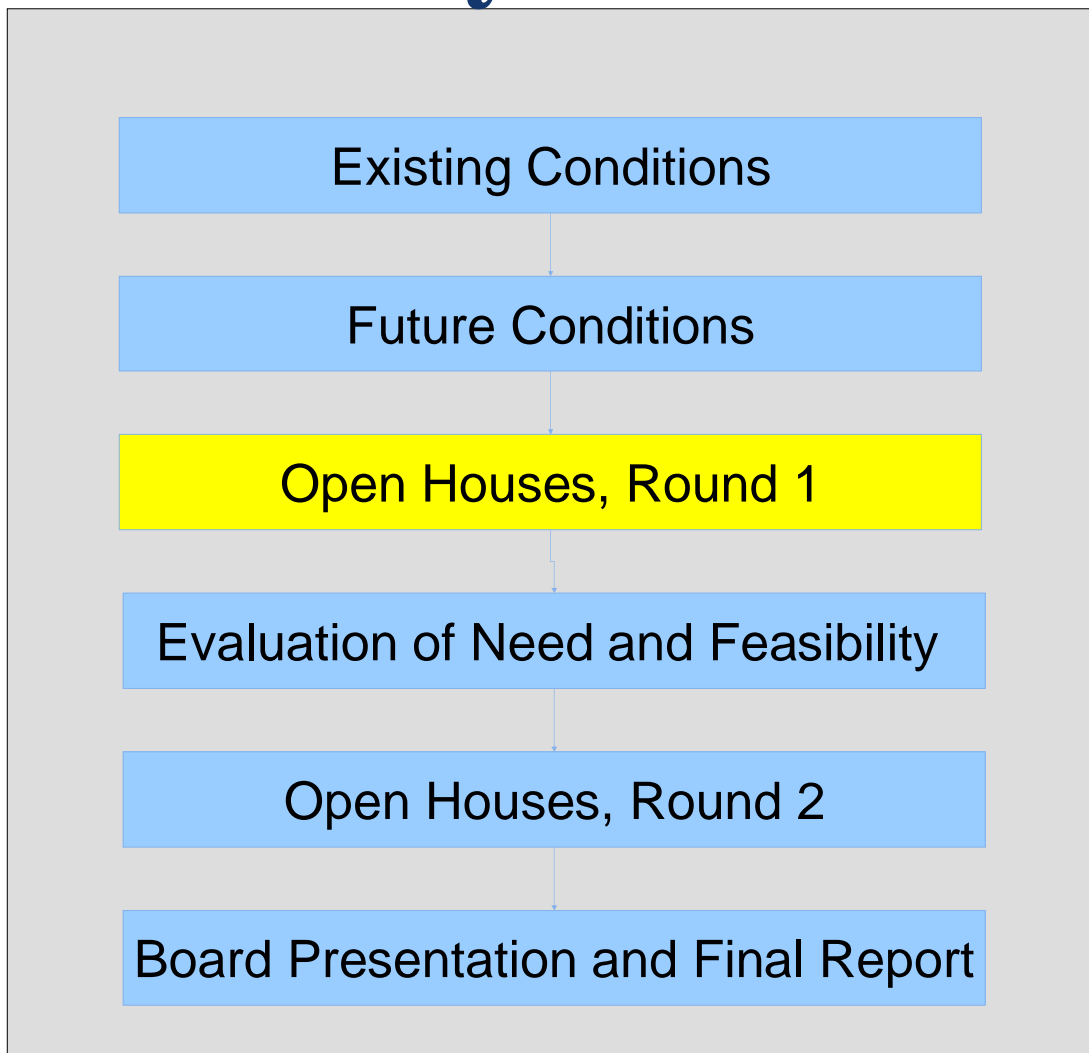 Existing Conditions
Future Conditions
Open Houses, Round 1
Evaluation of Need and Feasibility
Open Houses, Round 2
Board Presentation and Final Report